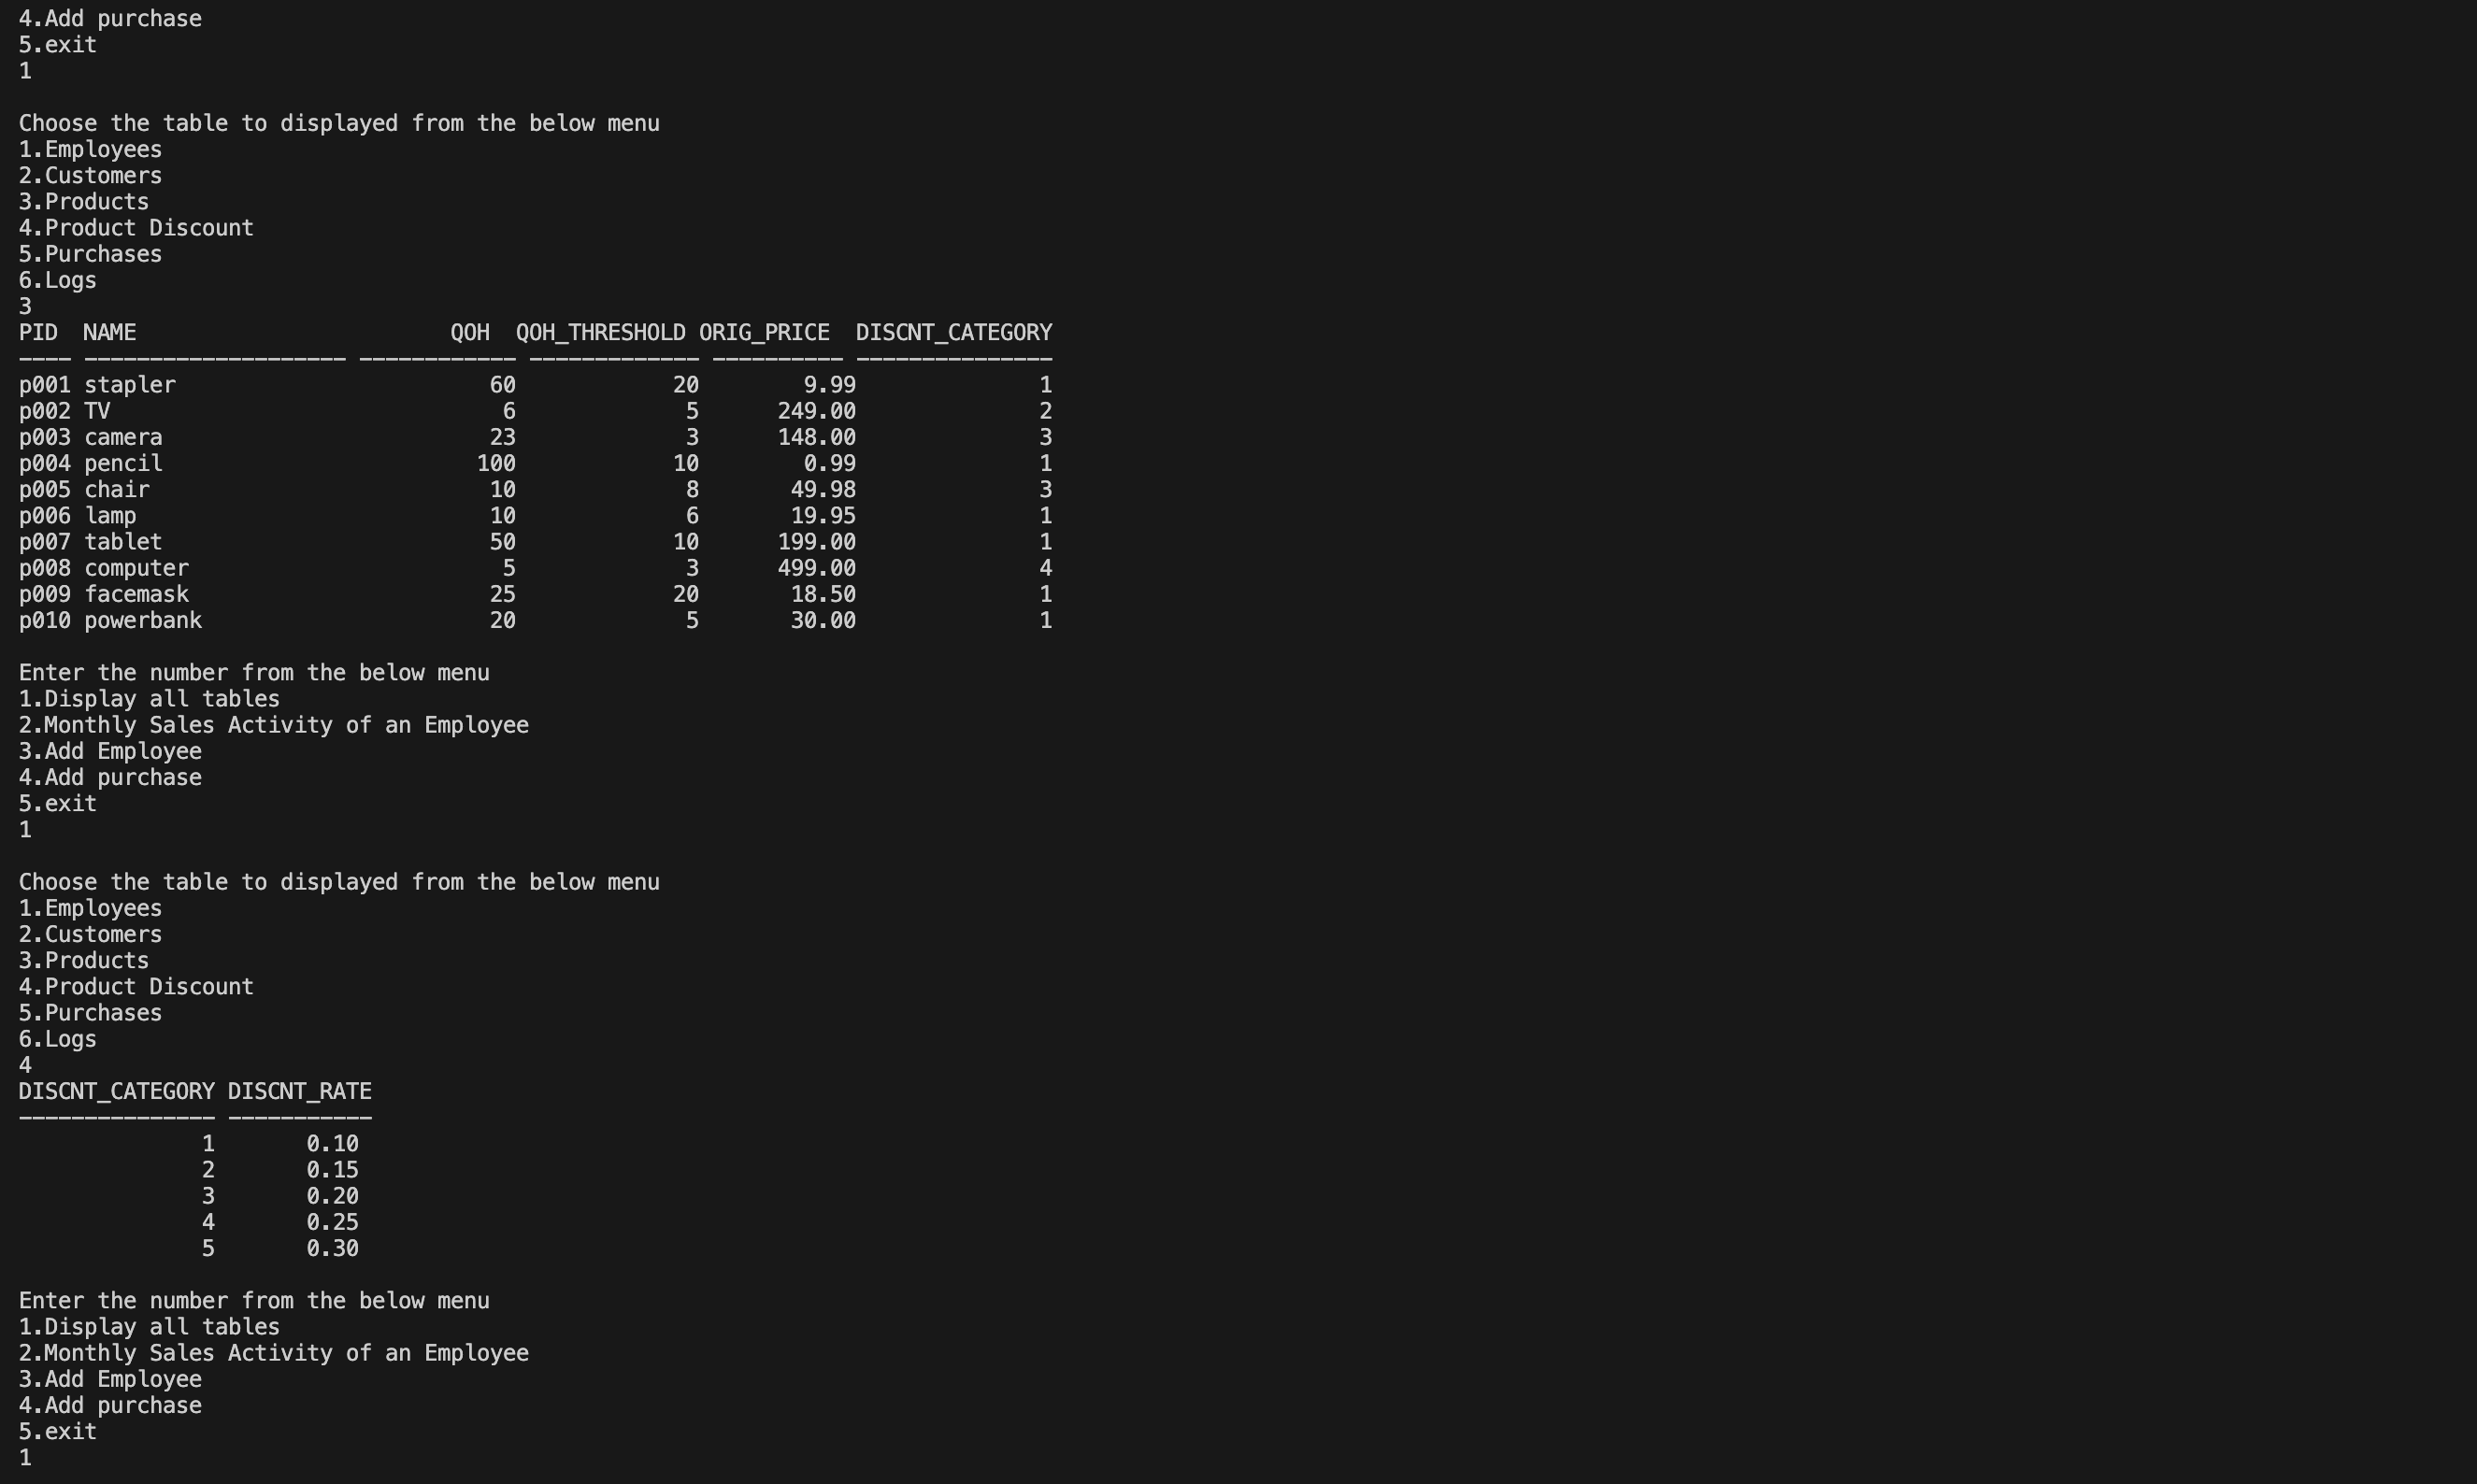 4.Add purchase
5.exit
1
Choose the table to displayed from the below menu
1.Employees
2.Customers
3.Products
4.Product Discount
5.Purchases
6.Logs
3
PID  NAME                        QOH  QOH_THRESHOLD ORIG_PRICE  DISCNT_CATEGORY
---- -------------------- ------------ ------------- ---------- ---------------
p001 stapler                        60            20        9.99              1
p002 TV                              6             5      249.00              2
p003 camera                         23             3      148.00              3
p004 pencil                        100            10        0.99              1
p005 chair                          10             8       49.98              3
p006 lamp                           10             6       19.95              1
p007 tablet                         50            10      199.00              1
p008 computer                        5             3      499.00              4
p009 facemask                       25            20       18.50              1
p010 powerbank                      20             5       30.00              1
Enter the number from the below menu
1.Display all tables
2.Monthly Sales Activity of an Employee
3.Add Employee
4.Add purchase
5.exit
1
Choose the table to displayed from the below menu
1.Employees
2.Customers
3.Products
4.Product Discount
5.Purchases
6.Logs
4
DISCNT_CATEGORY DISCNT_RATE
--------------- -----------
              1       0.10
              2       0.15
              3       0.20
              4       0.25
              5       0.30
Enter the number from the below menu
1.Display all tables
2.Monthly Sales Activity of an Employee
3.Add Employee
4.Add purchase
5.exit
1